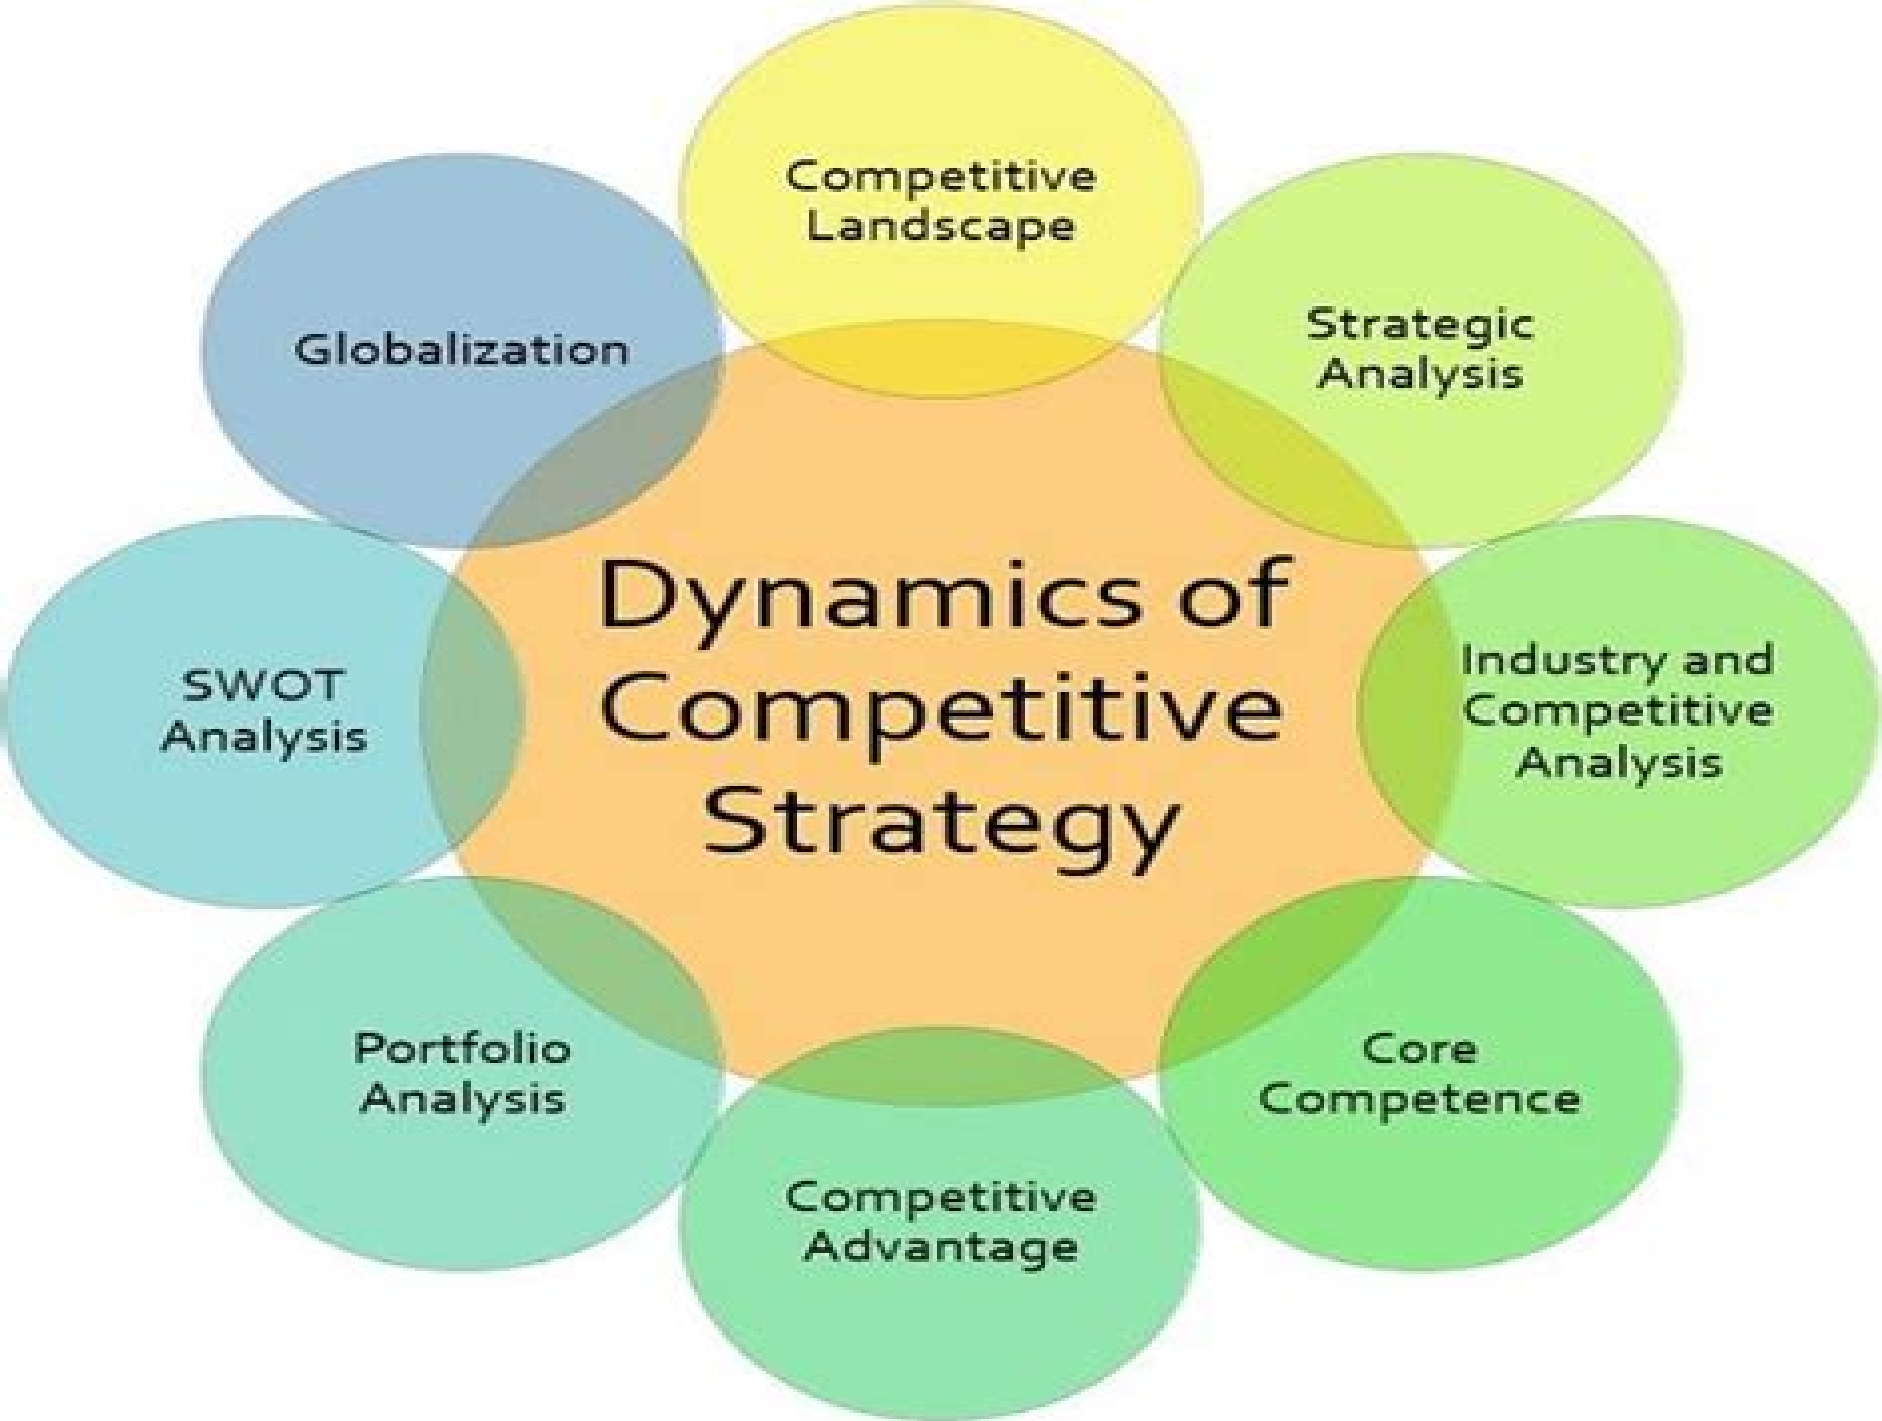 Competitive
Landscape
Strategic
Analysis
Industry and
Competitive
Analysis
Core
Competence
Competitive
Advantage
Portfolio
Analysis
SWOT
Analysis
Globalization
Dynamics of
Competitive
Strategy